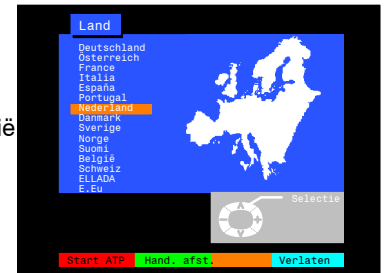 Land
Deutschland
Österreich
France
Italia
España
Portugal
Nederland
Danmark
Sverige
Norge
Suomi
België
Schweiz
ELLADA
E.Eu
ië
Selectie
Start ATP Hand. afst. Verlaten